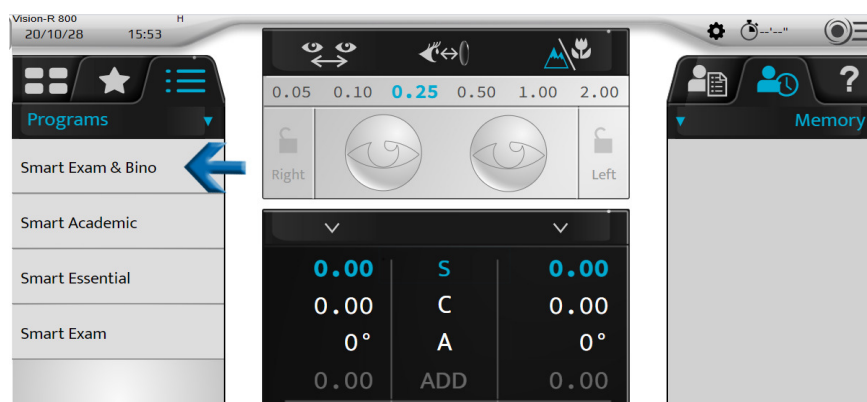 Vision-R 800 H
20/10/28 15:53 --'--"
?
Programs
Memory
Smart Exam & Bino
Smart Academic
Smart Essential
Smart Exam
0.05 0.10 0.25 0.50 1.00 2.00
Right Left
0.00 S 0.00
0.00 C 0.00
0° A 0°
0.00 ADD 0.00